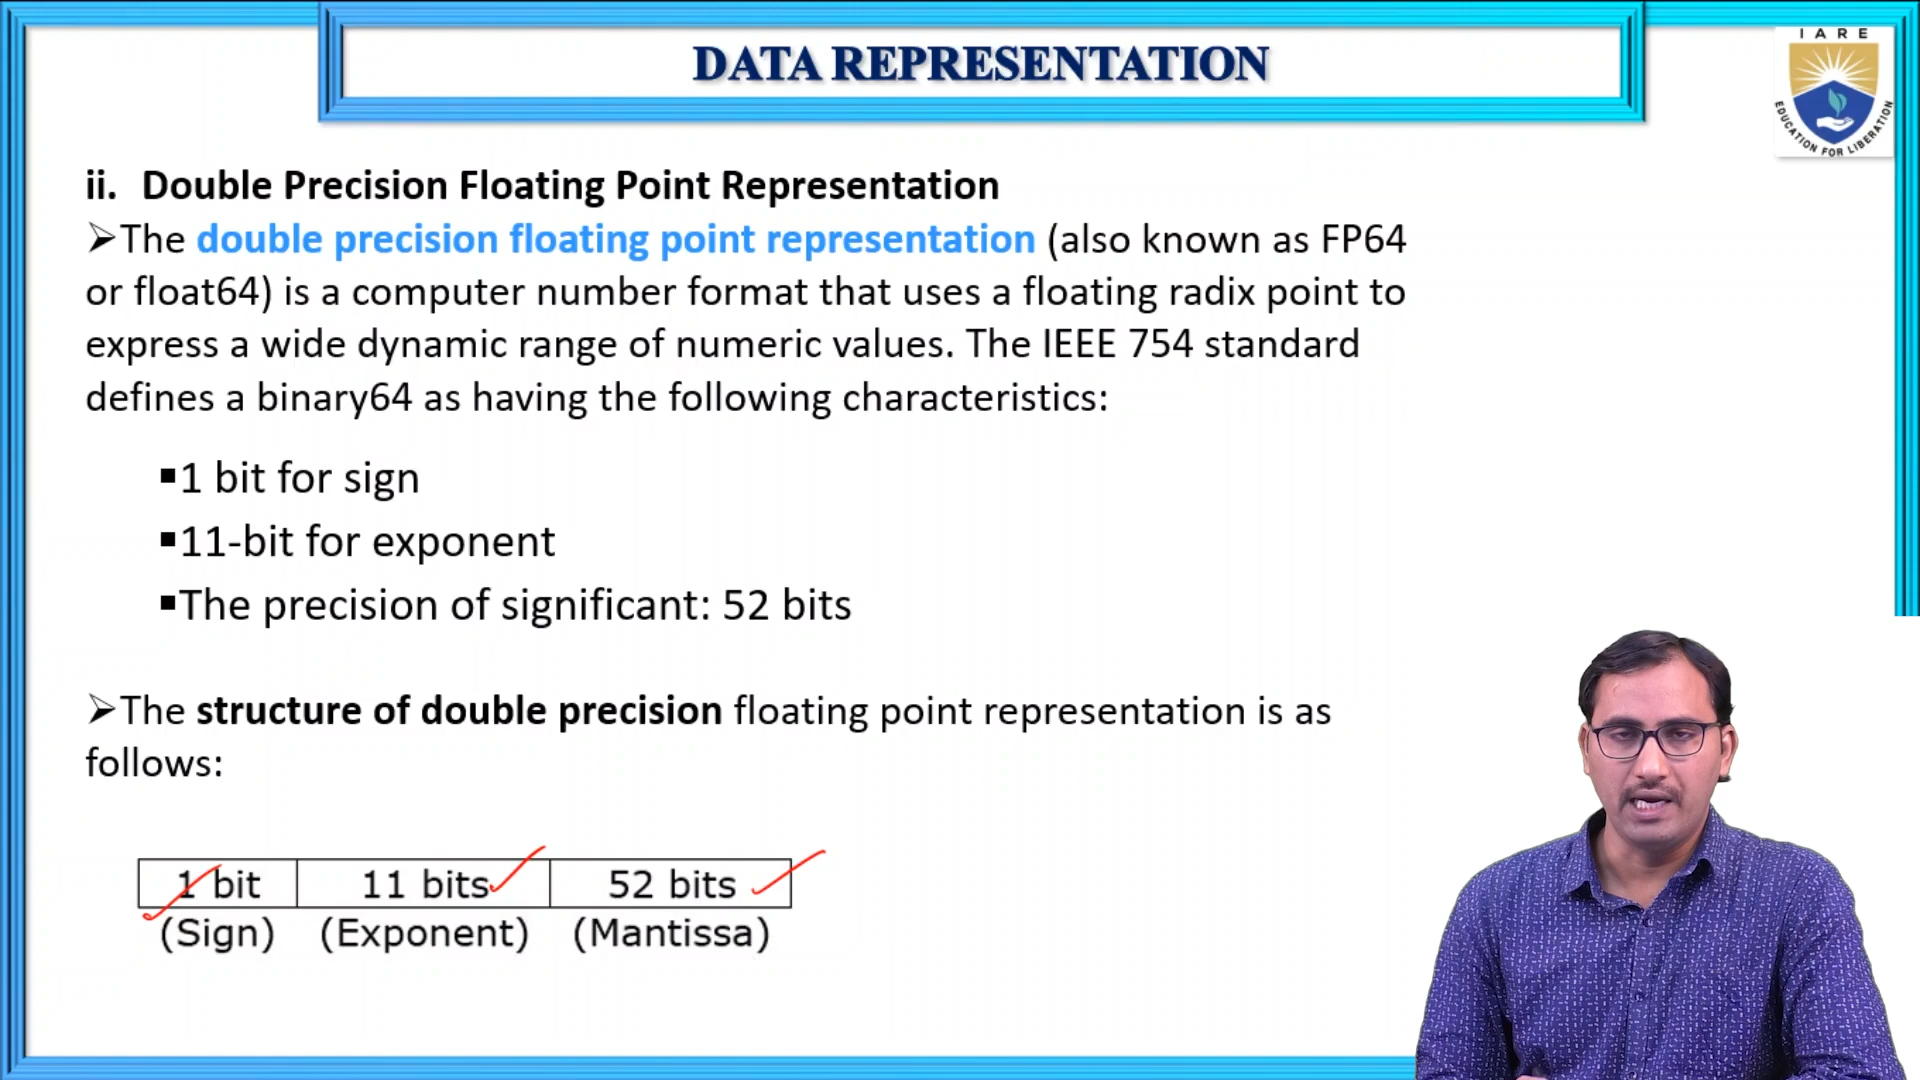 DATA REPRESENTATION
IARE
EDUCATION FOR LIBERATION
ii. Double Precision Floating Point Representation
➢The double precision floating point representation (also known as FP64
or float64) is a computer number format that uses a floating radix point to
express a wide dynamic range of numeric values. The IEEE 754 standard
defines a binary64 as having the following characteristics:
▪1 bit for sign
▪11-bit for exponent
▪The precision of significant: 52 bits
➢The structure of double precision floating point representation is as
follows:
1 bit 11 bits 52 bits
(Sign) (Exponent) (Mantissa)